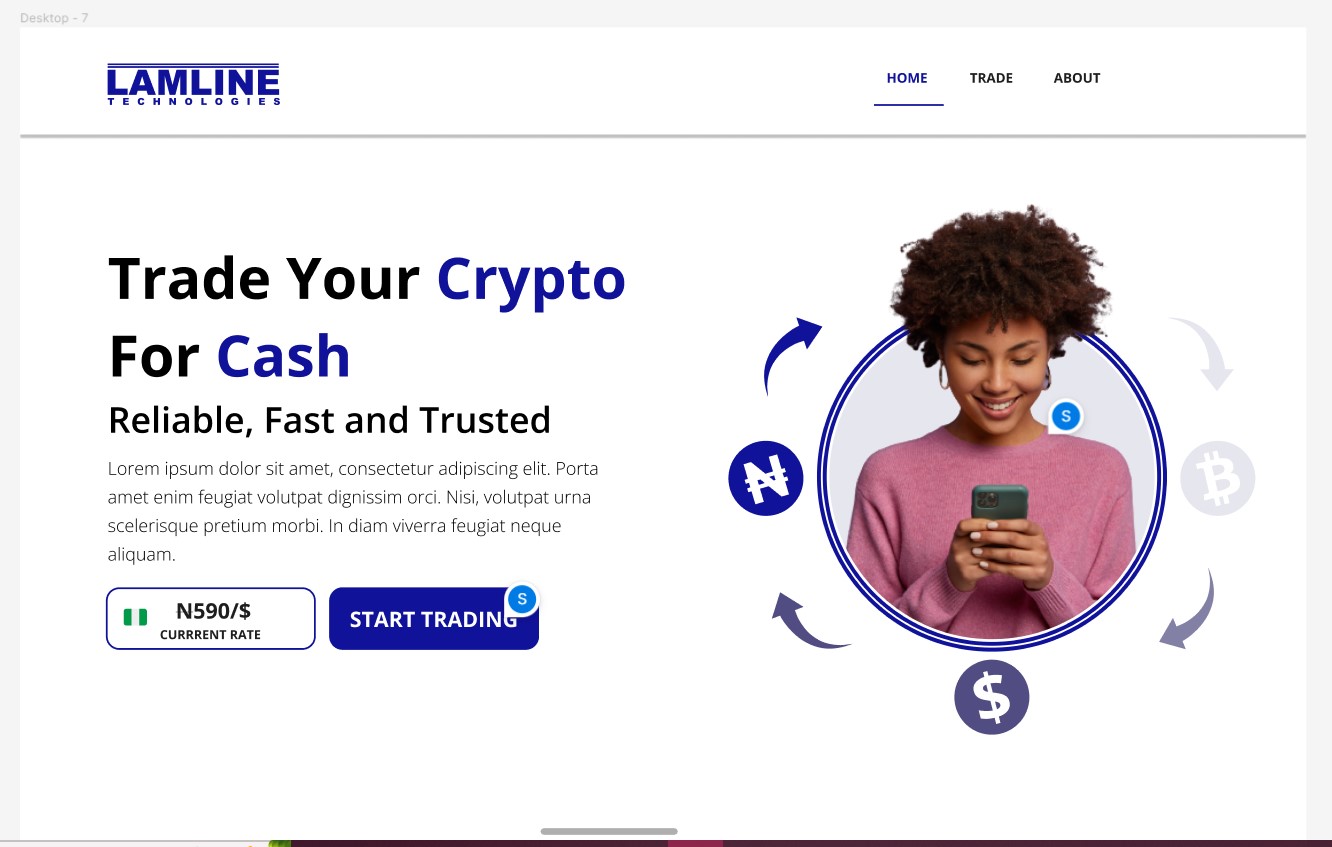 Desktop - 7
LAMLINE
TECHNOLOGIES
HOME TRADE ABOUT
Trade Your Crypto
For Cash
Reliable, Fast and Trusted
Lorem ipsum dolor sit amet, consectetur adipiscing elit. Porta
amet enim feugiat volutpat dignissim orci. Nisi, volutpat urna
scelerisque pretium morbi. In diam viverra feugiat neque
aliquam.
₦590/$
CURRRENT RATE
START TRADING
S
S
₦
₿
$